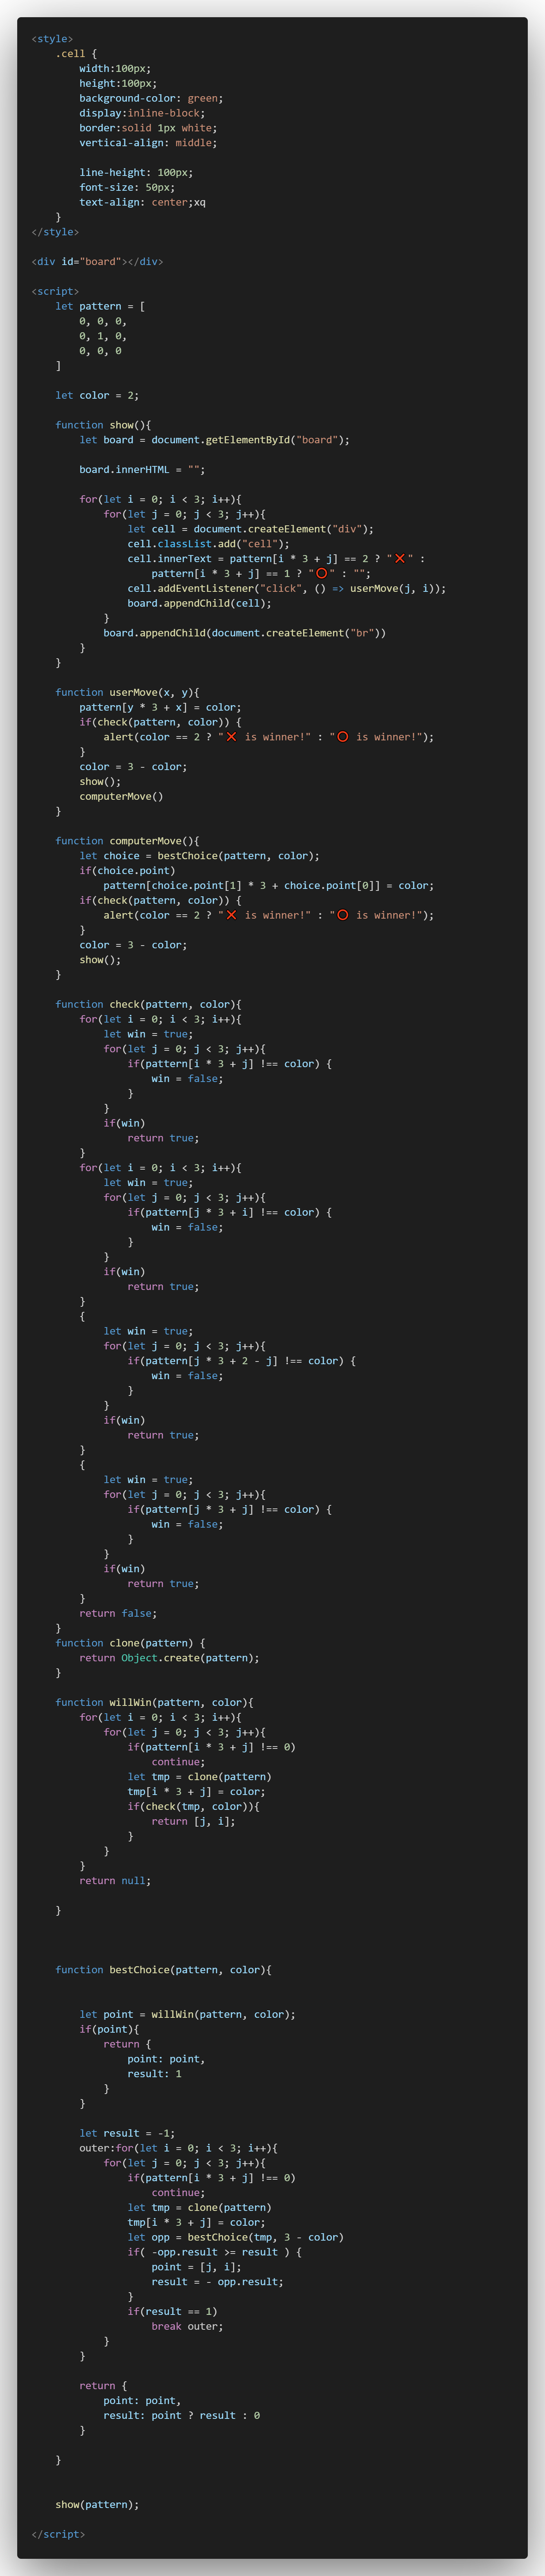 <style>
    .cell {
        width:100px;
        height:100px;
        background-color: green;
        display:inline-block;
        border:solid 1px white;
        vertical-align: middle;

        line-height: 100px;
        font-size: 50px;
        text-align: center;xq
    }
</style>

<div id="board"></div>

<script>
    let pattern = [
        0, 0, 0,
        0, 1, 0,
        0, 0, 0
    ]

    let color = 2;

    function show(){
        let board = document.getElementById("board");

        board.innerHTML = "";

        for(let i = 0; i < 3; i++){
            for(let j = 0; j < 3; j++){
                let cell = document.createElement("div");
                cell.classList.add("cell");
                cell.innerText = pattern[i * 3 + j] == 2 ? "❌" :
                    pattern[i * 3 + j] == 1 ? "⭕" : "";
                cell.addEventListener("click", () => userMove(j, i));
                board.appendChild(cell);
            }
            board.appendChild(document.createElement("br"))
        }
    }

    function userMove(x, y){
        pattern[y * 3 + x] = color;
        if(check(pattern, color)) {
            alert(color == 2 ? "❌ is winner!" : "⭕ is winner!");
        }
        color = 3 - color;
        show();
        computerMove()
    }

    function computerMove(){
        let choice = bestChoice(pattern, color);
        if(choice.point)
            pattern[choice.point[1] * 3 + choice.point[0]] = color;
        if(check(pattern, color)) {
            alert(color == 2 ? "❌ is winner!" : "⭕ is winner!");
        }
        color = 3 - color;
        show();
    }

    function check(pattern, color){
        for(let i = 0; i < 3; i++){
            let win = true;
            for(let j = 0; j < 3; j++){
                if(pattern[i * 3 + j] !== color) {
                    win = false;
                }
            }
            if(win)
                return true;
        }
        for(let i = 0; i < 3; i++){
            let win = true;
            for(let j = 0; j < 3; j++){
                if(pattern[j * 3 + i] !== color) {
                    win = false;
                }
            }
            if(win)
                return true;
        }
        {
            let win = true;
            for(let j = 0; j < 3; j++){
                if(pattern[j * 3 + 2 - j] !== color) {
                    win = false;
                }
            }
            if(win)
                return true;
        }
        {
            let win = true;
            for(let j = 0; j < 3; j++){
                if(pattern[j * 3 + j] !== color) {
                    win = false;
                }
            }
            if(win)
                return true;
        }
        return false;
    }
    function clone(pattern) {
        return Object.create(pattern);
    }

    function willWin(pattern, color){
        for(let i = 0; i < 3; i++){
            for(let j = 0; j < 3; j++){
                if(pattern[i * 3 + j] !== 0)
                    continue;
                let tmp = clone(pattern)
                tmp[i * 3 + j] = color;
                if(check(tmp, color)){
                    return [j, i];
                }
            }
        }
        return null;

    }

    function bestChoice(pattern, color){

        let point = willWin(pattern, color);
        if(point){
            return {
                point: point,
                result: 1
            }
        }

        let result = -1;
        outer:for(let i = 0; i < 3; i++){
            for(let j = 0; j < 3; j++){
                if(pattern[i * 3 + j] !== 0)
                    continue;
                let tmp = clone(pattern)
                tmp[i * 3 + j] = color;
                let opp = bestChoice(tmp, 3 - color)
                if( -opp.result >= result ) {
                    point = [j, i];
                    result = - opp.result;
                }
                if(result == 1)
                    break outer;
            }
        }

        return {
            point: point,
            result: point ? result : 0
        }

    }

    show(pattern);

</script>